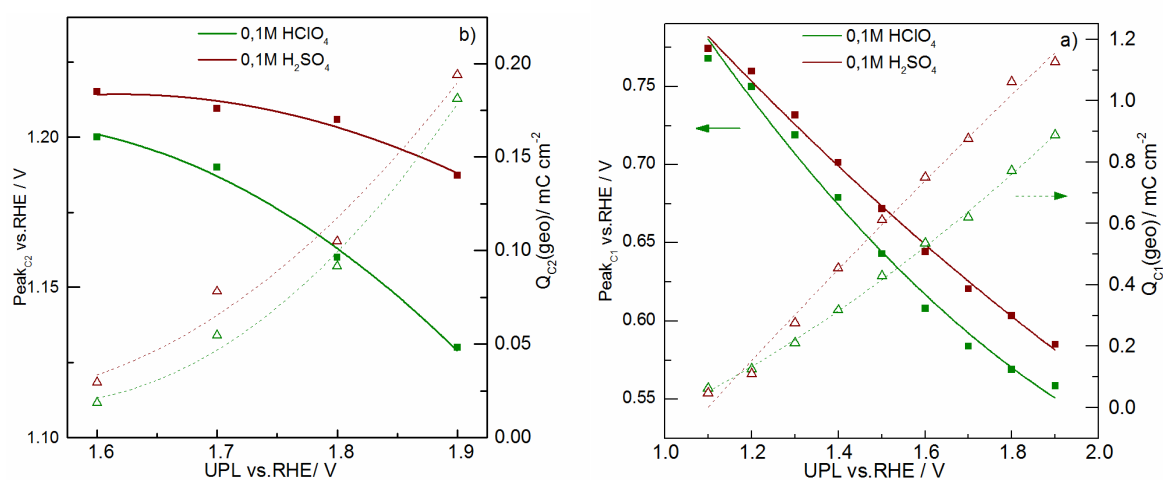 b)
0,1M HClO₄
0,1M H₂SO₄
Peak_C2 vs.RHE / V
1.20
1.15
1.10
1.6 1.7 1.8 1.9
UPL vs.RHE/ V
0.20
0.15
0.10
0.05
0.00
Q_C2(geo)/ mC cm⁻²
a)
0,1M HClO₄
0,1M H₂SO₄
Peak_C1 vs.RHE / V
0.75
0.70
0.65
0.60
0.55
1.0 1.2 1.4 1.6 1.8 2.0
UPL vs.RHE/ V
1.2
1.0
0.8
0.6
0.4
0.2
0.0
Q_C1(geo)/ mC cm⁻²